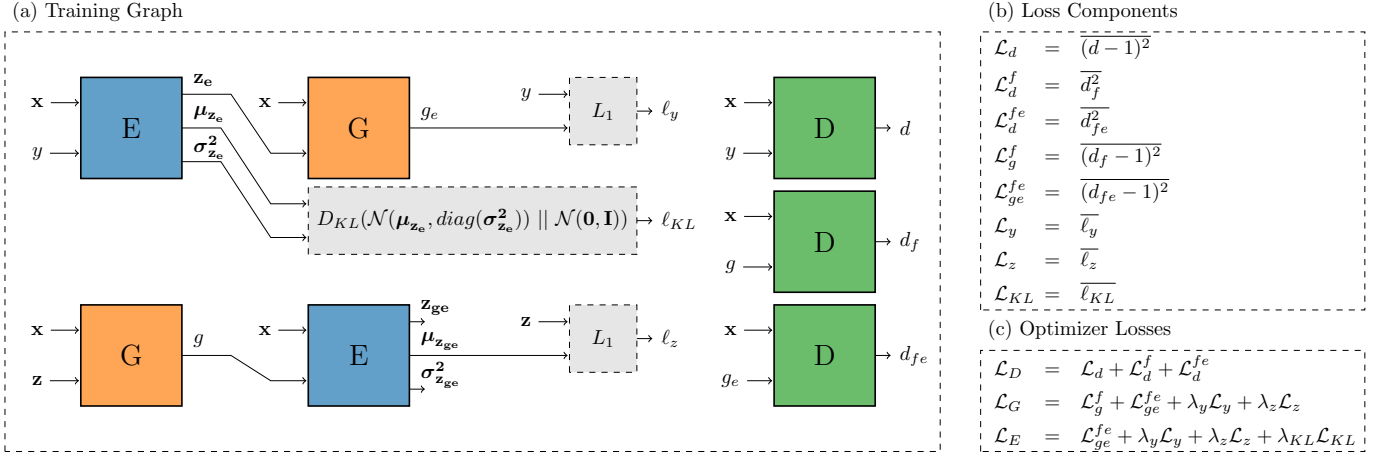 (a) Training Graph
x
y
E
z_e
μ_{z_e}
σ²_{z_e}
x
G
g_e
y
L_1
ℓ_y
D_{KL}(𝒩(μ_{z_e}, diag(σ²_{z_e})) || 𝒩(0, I))
ℓ_{KL}
x
z
G
g
x
E
z_{ge}
μ_{z_{ge}}
σ²_{z_{ge}}
z
L_1
ℓ_z
x
y
D
d
x
g
D
d_f
x
g_e
D
d_{fe}
(b) Loss Components
ℒ_d = \overline{(d − 1)²}
ℒ_d^f = \overline{d_f²}
ℒ_d^{fe} = \overline{d_{fe}²}
ℒ_g^f = \overline{(d_f − 1)²}
ℒ_{ge}^{fe} = \overline{(d_{fe} − 1)²}
ℒ_y = \overline{ℓ_y}
ℒ_z = \overline{ℓ_z}
ℒ_{KL} = \overline{ℓ_{KL}}
(c) Optimizer Losses
ℒ_D = ℒ_d + ℒ_d^f + ℒ_d^{fe}
ℒ_G = ℒ_g^f + ℒ_{ge}^{fe} + λ_yℒ_y + λ_zℒ_z
ℒ_E = ℒ_{ge}^{fe} + λ_yℒ_y + λ_zℒ_z + λ_{KL}ℒ_{KL}